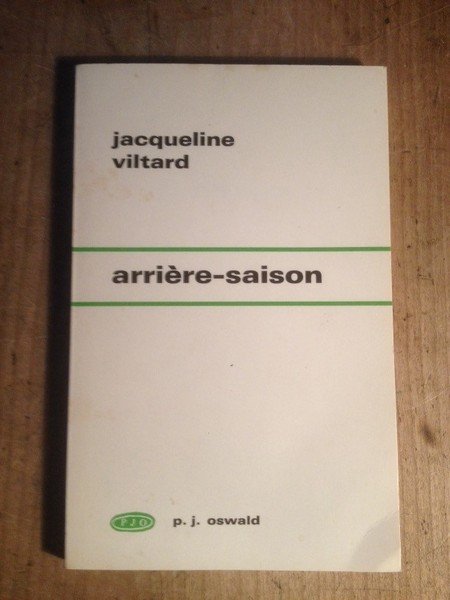 jacqueline
viltard
arrière-saison
PJO p. j. oswald